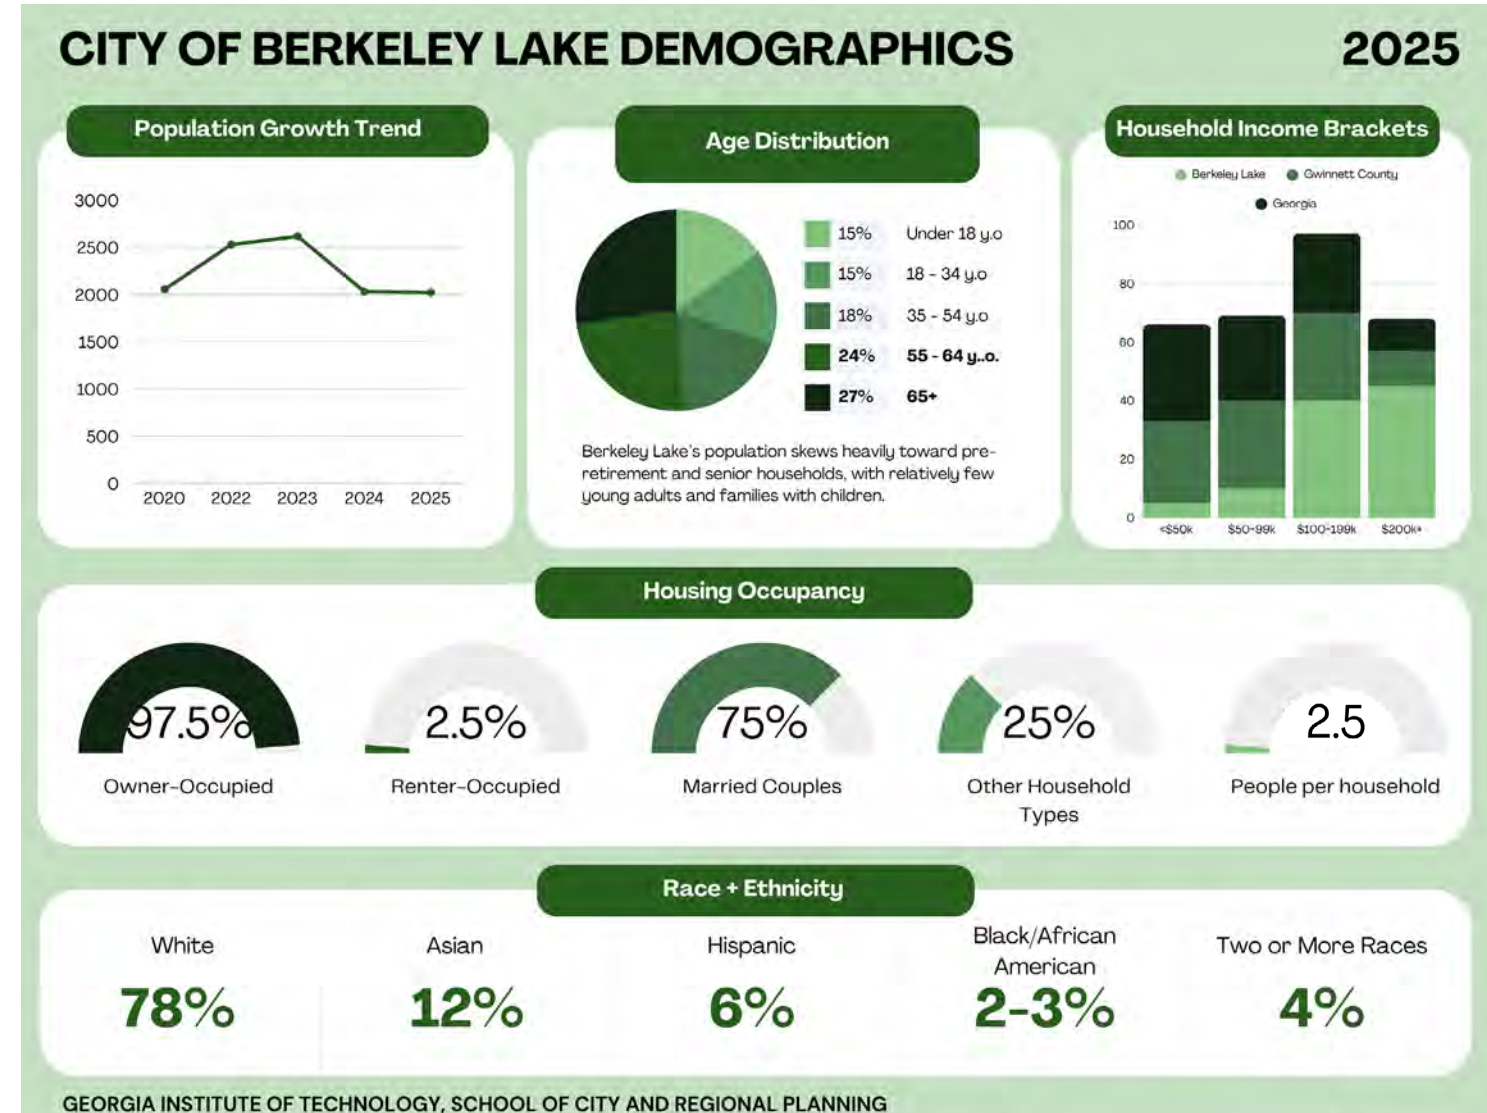 CITY OF BERKELEY LAKE DEMOGRAPHICS
2025
Population Growth Trend
3000
2500
2000
1500
1000
500
0
2020 2022 2023 2024 2025
Age Distribution
15% Under 18 y.o
15% 18 - 34 y.o
18% 35 - 54 y.o
24% 55 - 64 y..o.
27% 65+
Berkeley Lake's population skews heavily toward pre-
retirement and senior households, with relatively few
young adults and families with children.
Household Income Brackets
Berkeley Lake Gwinnett County
Georgia
100
80
60
40
20
0
<$50k $50-99k $100-199k $200k+
Housing Occupancy
97.5%
Owner-Occupied
2.5%
Renter-Occupied
75%
Married Couples
25%
Other Household
Types
2.5
People per household
Race + Ethnicity
White
78%
Asian
12%
Hispanic
6%
Black/African
American
2-3%
Two or More Races
4%
GEORGIA INSTITUTE OF TECHNOLOGY, SCHOOL OF CITY AND REGIONAL PLANNING